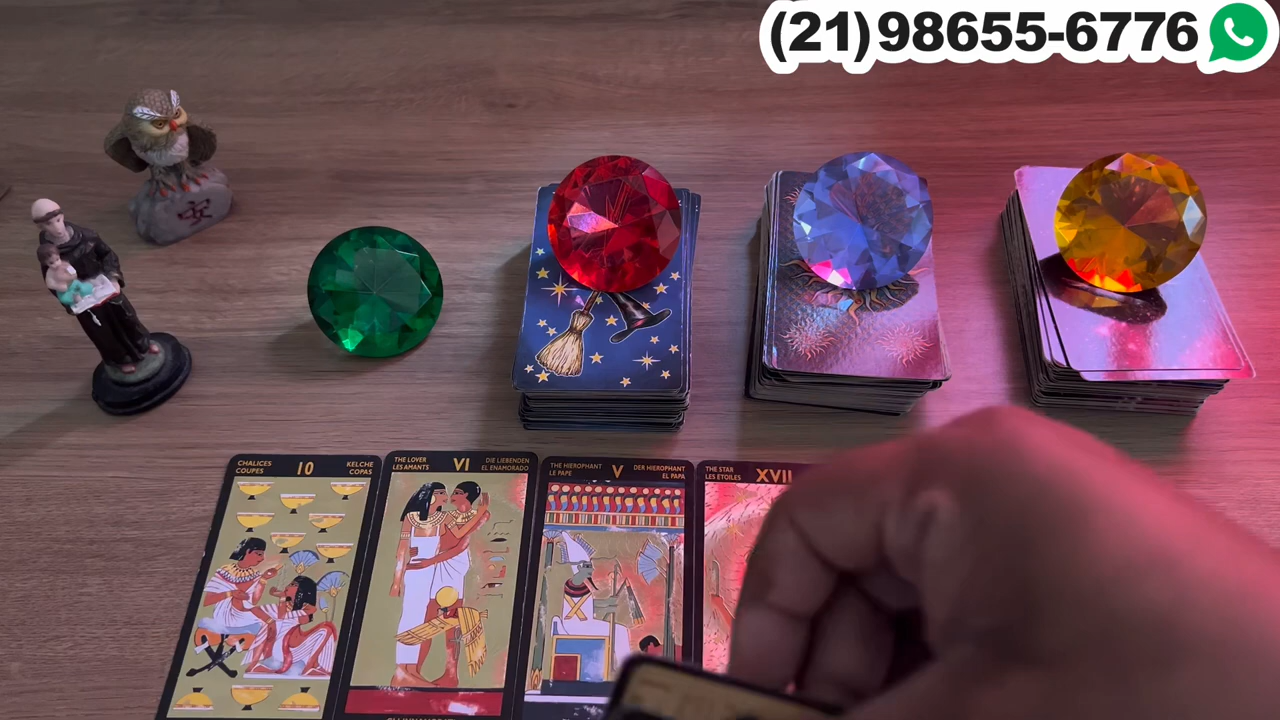 (21)98655-6776
CHALICES
COUPES
10
KELCHE
COPAS
THE LOVER
LES AMANTS
VI
DIE LIEBENDEN
EL ENAMORADO
THE HIEROPHANT
LE PAPE
V
DER HIEROPHANT
EL PAPA
THE STAR
LES ÉTOILES
XVII